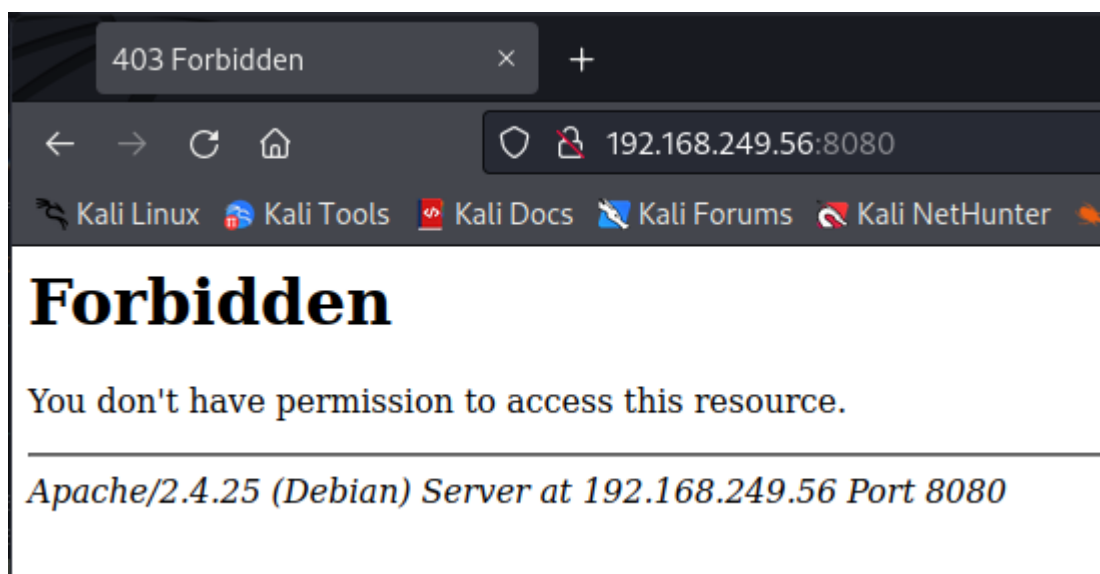 403 Forbidden
192.168.249.56:8080
Kali Linux Kali Tools Kali Docs Kali Forums Kali NetHunter
Forbidden
You don't have permission to access this resource.
Apache/2.4.25 (Debian) Server at 192.168.249.56 Port 8080